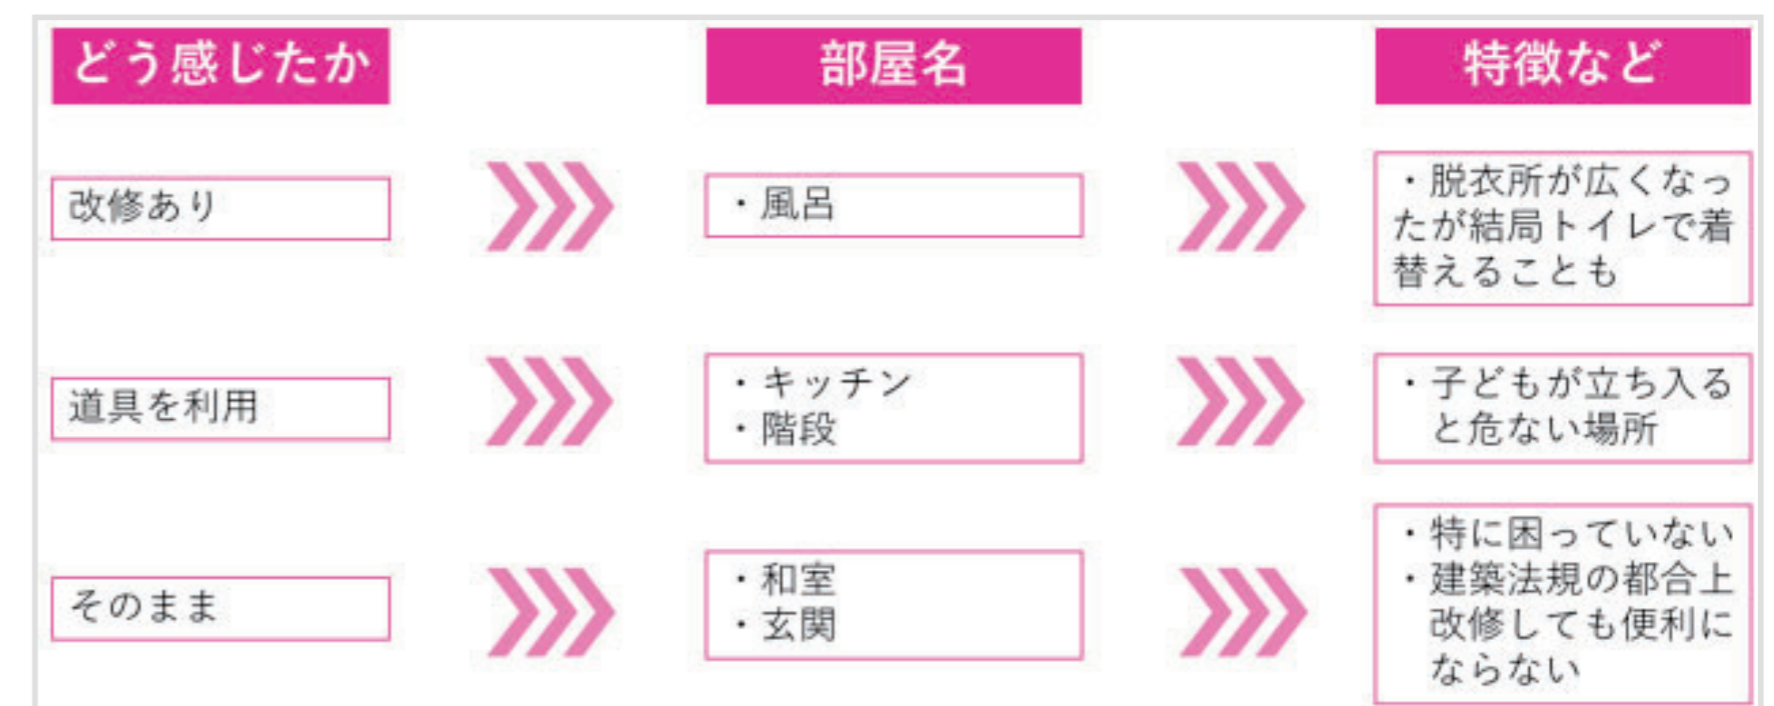 どう感じたか
部屋名
特徴など
改修あり
・風呂
・脱衣所が広くなっ
たが結局トイレで着
替えることも
道具を利用
・キッチン
・階段
・子どもが立ち入る
と危ない場所
そのまま
・和室
・玄関
・特に困っていない
・建築法規の都合上
改修しても便利に
ならない